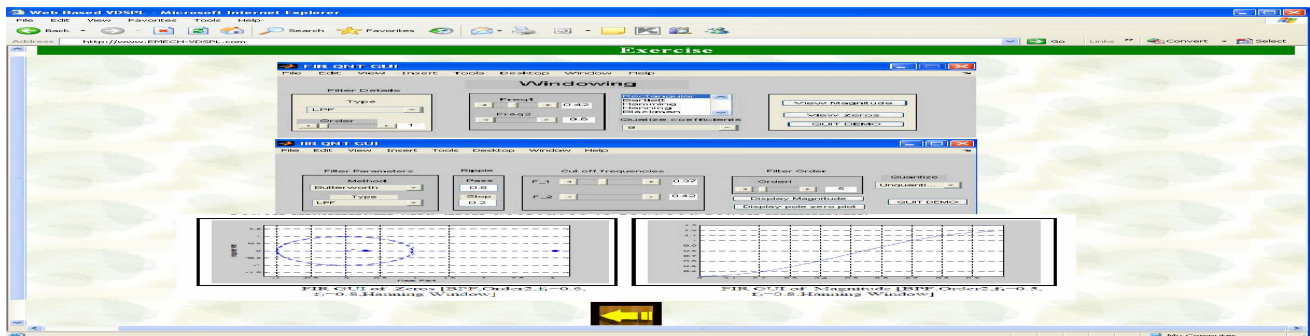 Web Based VDSPL - Microsoft Internet Explorer
File Edit View Favorites Tools Help
Back Search Favorites
Address http://www.EMECH-VDSPL.com Go Links Convert Select
Exercise
FIR QNT GUI
File Edit View Insert Tools Desktop Window Help
Windowing
Filter Details
Type
LPF
Order
1
Freq1
0.42
Freq2
0.6
Rectangular
Bartlett
Hamming
Hanning
Blackman
Quatize coefficients
View Magnitude
View Zeros
QUIT DEMO
IIR QNT GUI
File Edit View Insert Tools Desktop Window Help
Filter Parameters
Method
Butterworth
Type
LPF
Ripple
Pass
0.8
Stop
0.2
Cut off frequencies
F_1 0.37
F_2 0.42
Filter Order
Order
5
Display Magnitude
Display pole zero plot
Quantize
Unquanti...
QUIT DEMO
Real Part
FIR GUI of Zeros [BPF,Order2,f₁=0.6,
f₂=0.8,Hanning Window]
FIR GUI of Magnitude [BPF,Order2,f₁=0.5,
f₂=0.8,Hanning Window]
My Computer